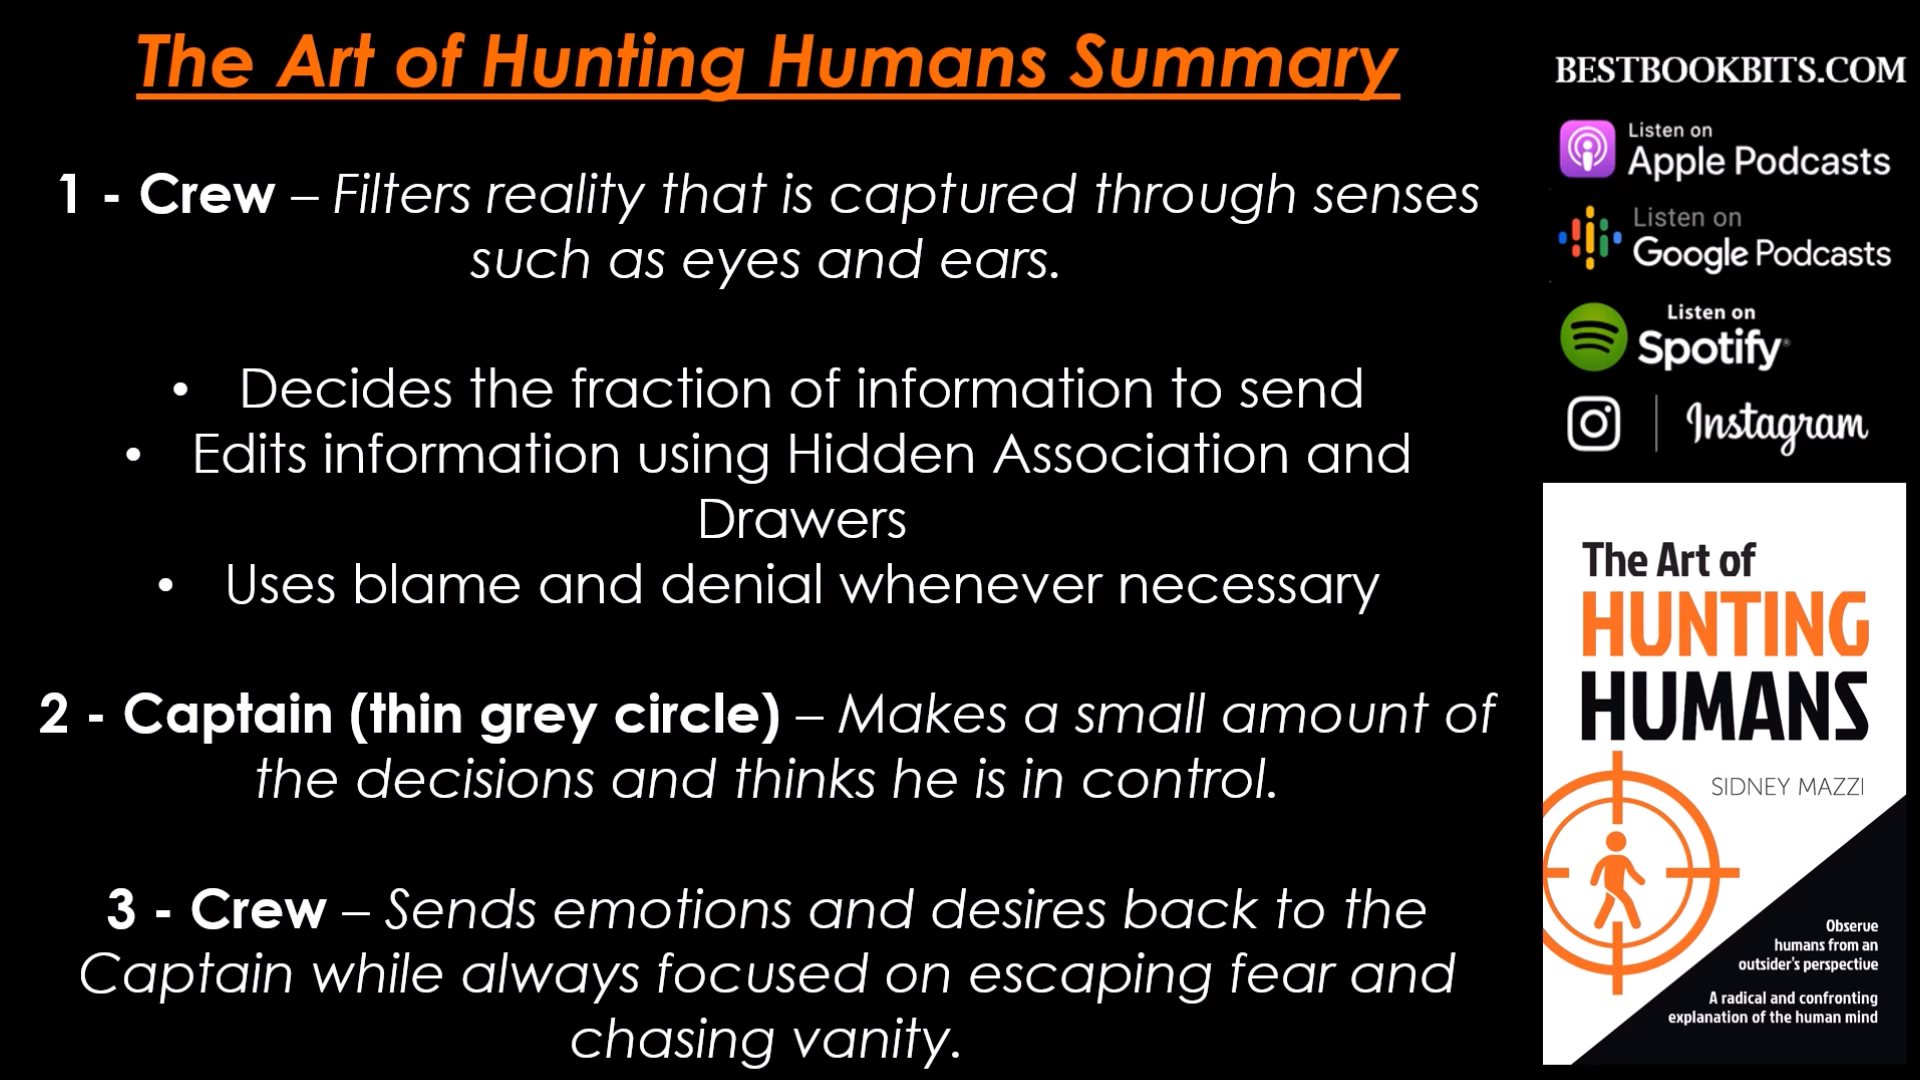 The Art of Hunting Humans Summary
1 - Crew – Filters reality that is captured through senses
such as eyes and ears.
• Decides the fraction of information to send
• Edits information using Hidden Association and
Drawers
• Uses blame and denial whenever necessary
2 - Captain (thin grey circle) – Makes a small amount of
the decisions and thinks he is in control.
3 - Crew – Sends emotions and desires back to the
Captain while always focused on escaping fear and
chasing vanity.
BESTBOOKBITS.COM
Listen on
Apple Podcasts
Listen on
Google Podcasts
Listen on
Spotify®
Instagram
The Art of
HUNTING
HUMANS
SIDNEY MAZZI
Observe
humans from an
outsider's perspective
A radical and confronting
explanation of the human mind